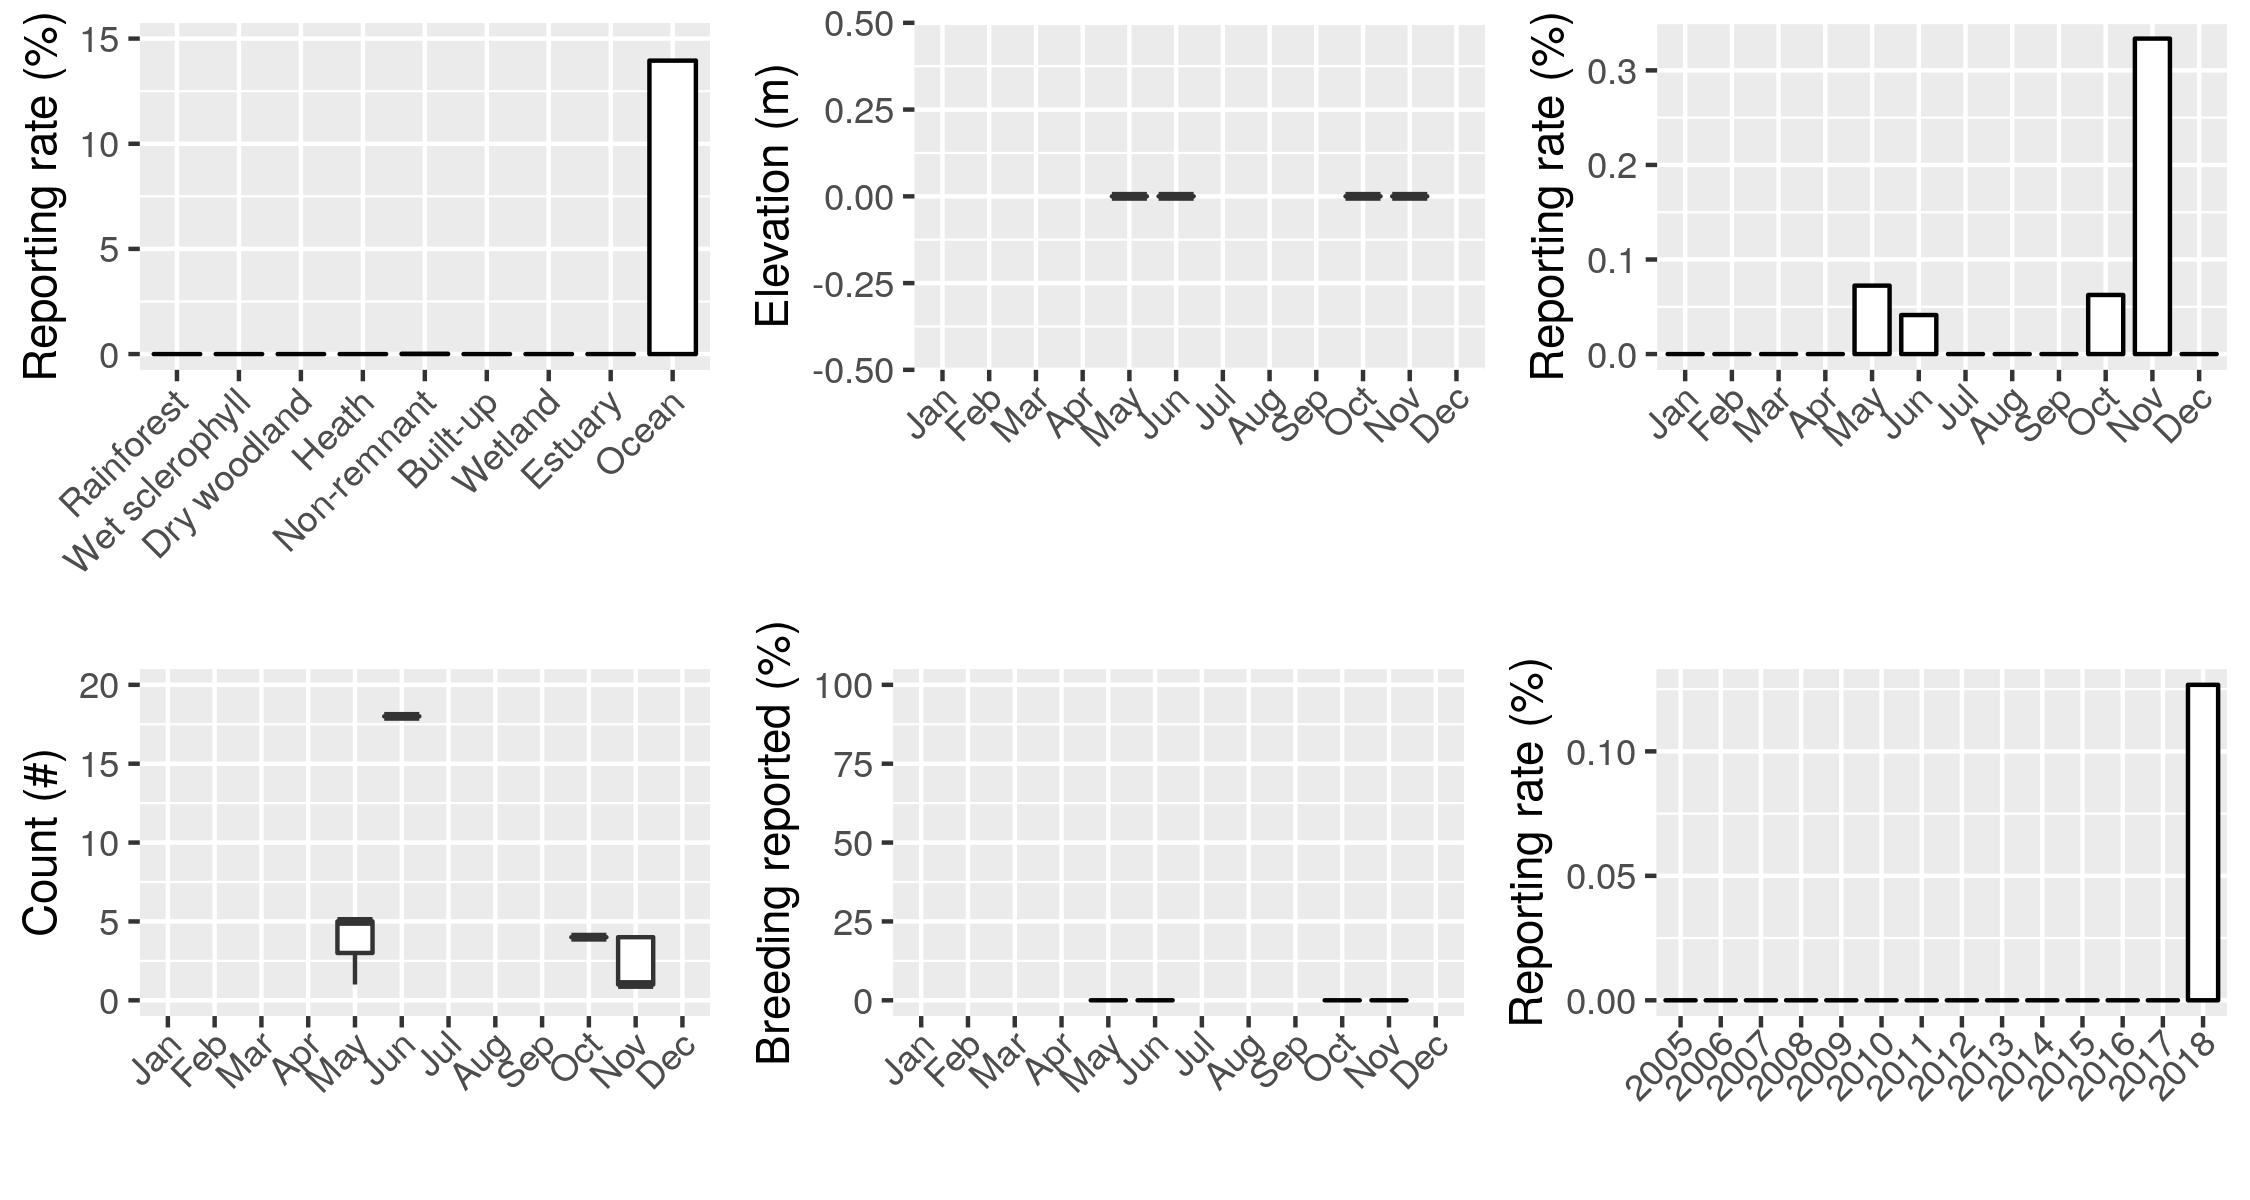 Reporting rate (%)
15
10
5
0
Rainforest
Wet sclerophyll
Dry woodland
Heath
Non-remnant
Built-up
Wetland
Estuary
Ocean
Elevation (m)
0.50
0.25
0.00
-0.25
-0.50
Jan
Feb
Mar
Apr
May
Jun
Jul
Aug
Sep
Oct
Nov
Dec
Reporting rate (%)
0.3
0.2
0.1
0.0
Jan
Feb
Mar
Apr
May
Jun
Jul
Aug
Sep
Oct
Nov
Dec
Count (#)
20
15
10
5
0
Jan
Feb
Mar
Apr
May
Jun
Jul
Aug
Sep
Oct
Nov
Dec
Breeding reported (%)
100
75
50
25
0
Jan
Feb
Mar
Apr
May
Jun
Jul
Aug
Sep
Oct
Nov
Dec
Reporting rate (%)
0.10
0.05
0.00
2005
2006
2007
2008
2009
2010
2011
2012
2013
2014
2015
2016
2017
2018